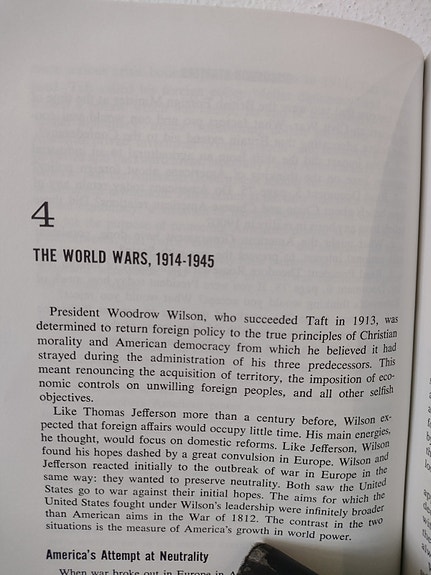 4
THE WORLD WARS, 1914-1945
President Woodrow Wilson, who succeeded Taft in 1913, was
determined to return foreign policy to the true principles of Christian
morality and American democracy from which he believed it had
strayed during the administration of his three predecessors. This
meant renouncing the acquisition of territory, the imposition of eco-
nomic controls on unwilling foreign peoples, and all other selfish
objectives.
Like Thomas Jefferson more than a century before, Wilson ex-
pected that foreign affairs would occupy little time. His main energies,
he thought, would focus on domestic reforms. Like Jefferson, Wilson
found his hopes dashed by a great convulsion in Europe. Wilson and
Jefferson reacted initially to the outbreak of war in Europe in the
same way: they wanted to preserve neutrality. Both saw the United
States go to war against their initial hopes. The aims for which the
United States fought under Wilson's leadership were infinitely broader
than American aims in the War of 1812. The contrast in the two
situations is the measure of America's growth in world power.
America's Attempt at Neutrality
When war broke out in Europe in